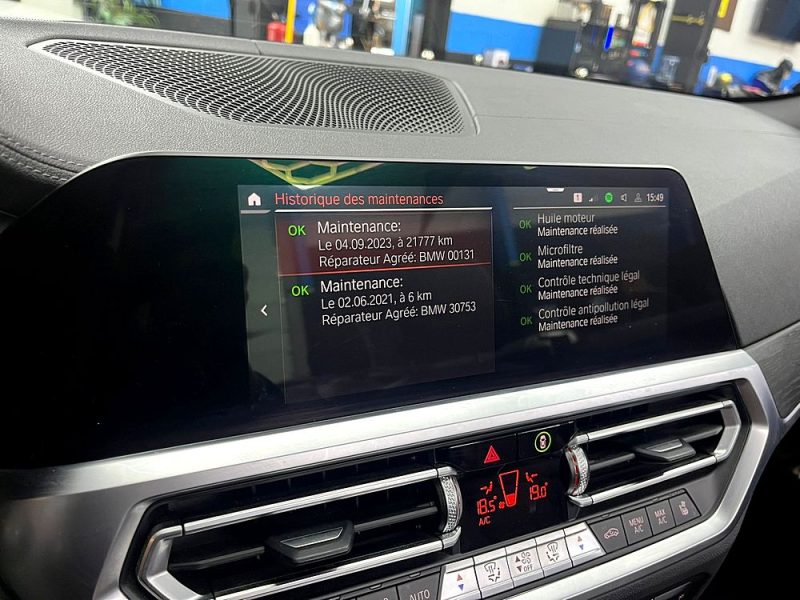 Historique des maintenances
1
15:49
OK Maintenance:
Le 04.09.2023, à 21777 km
Réparateur Agréé: BMW 00131
OK Maintenance:
Le 02.06.2021, à 6 km
Réparateur Agréé: BMW 30753
OK Huile moteur
Maintenance réalisée
OK Microfiltre
Maintenance réalisée
OK Contrôle technique légal
Maintenance réalisée
OK Contrôle antipollution légal
Maintenance réalisée
18.5°
19.0°
A/C
AUTO
OFF
MENU
A/C
MAX
A/C